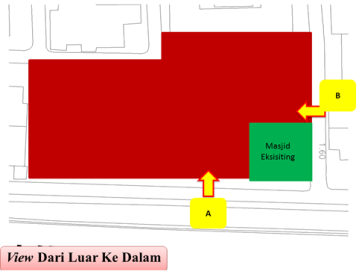 B
Masjid
Eksisiting
A
View Dari Luar Ke Dalam